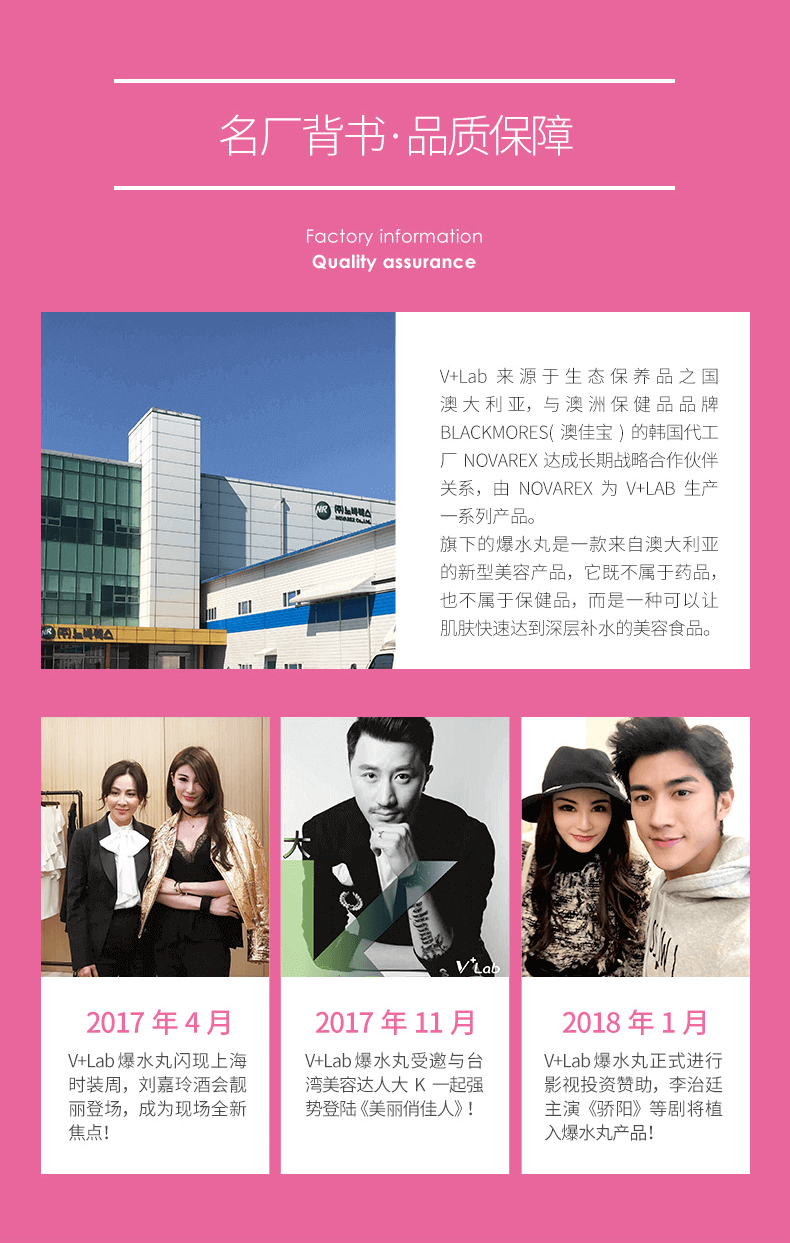 名厂背书·品质保障
Factory information
Quality assurance
V+Lab 来源于生态保养品之国
澳大利亚，与澳洲保健品品牌
BLACKMORES( 澳佳宝 ) 的韩国代工
厂 NOVAREX 达成长期战略合作伙伴
关系，由 NOVAREX 为 V+LAB 生产
一系列产品。
旗下的爆水丸是一款来自澳大利亚
的新型美容产品，它既不属于药品，
也不属于保健品，而是一种可以让
肌肤快速达到深层补水的美容食品。
NR (주)노바렉스
NOVAREX Co.,Ltd.
NR (주)노바렉스
大
V+Lab
2017 年 4 月
V+Lab 爆水丸闪现上海
时装周，刘嘉玲酒会靓
丽登场，成为现场全新
焦点！
2017 年 11 月
V+Lab 爆水丸受邀与台
湾美容达人大 K 一起强
势登陆《美丽俏佳人》！
2018 年 1 月
V+Lab 爆水丸正式进行
影视投资赞助，李治廷
主演《骄阳》等剧将植
入爆水丸产品！